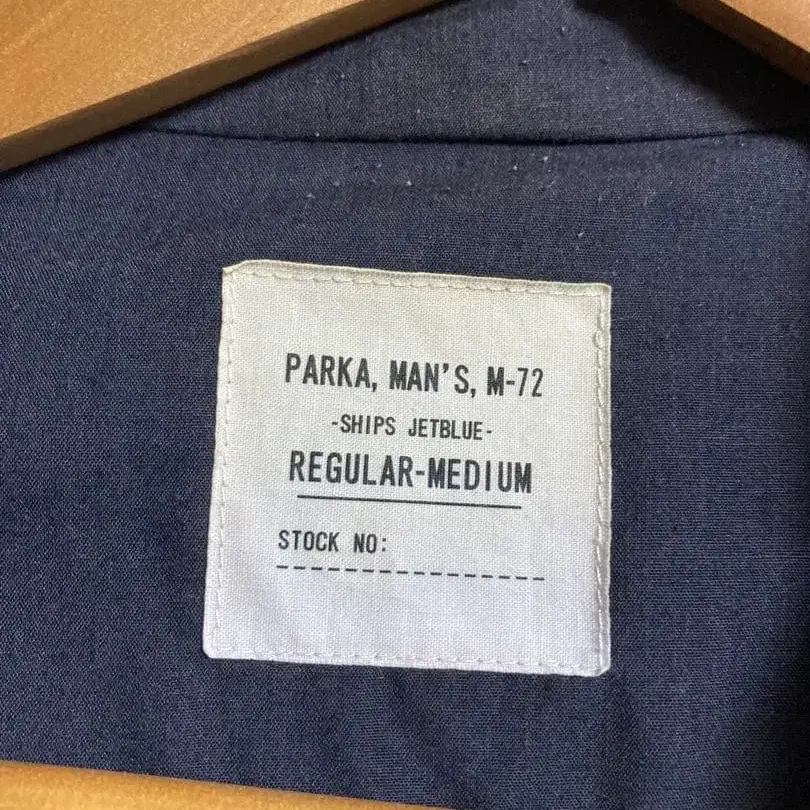 PARKA, MAN'S, M-72
-SHIPS JETBLUE-
REGULAR-MEDIUM
STOCK NO: